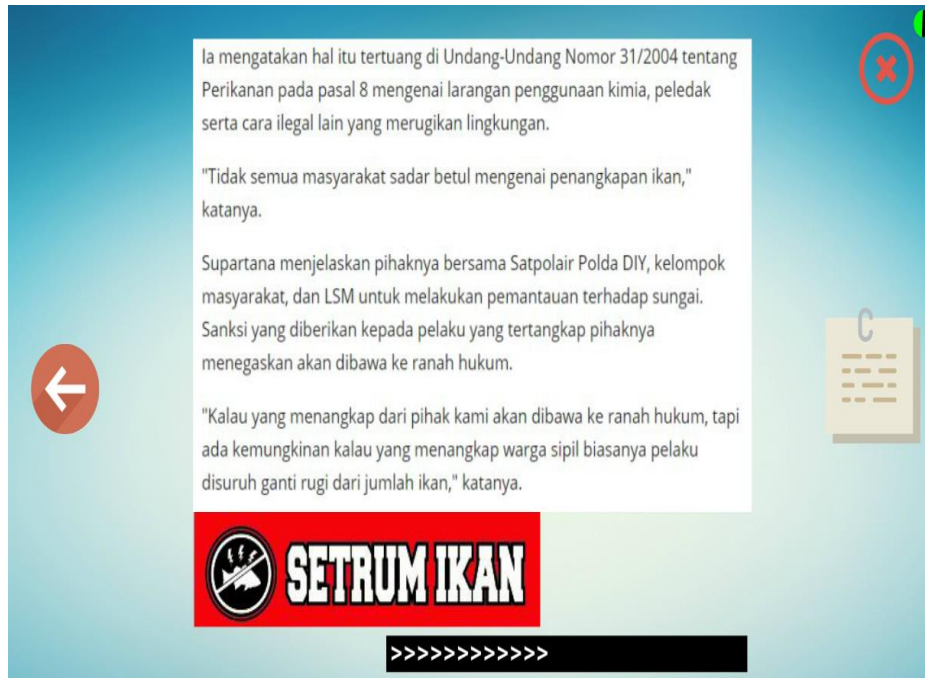 Ia mengatakan hal itu tertuang di Undang-Undang Nomor 31/2004 tentang
Perikanan pada pasal 8 mengenai larangan penggunaan kimia, peledak
serta cara ilegal lain yang merugikan lingkungan.
"Tidak semua masyarakat sadar betul mengenai penangkapan ikan,"
katanya.
Supartana menjelaskan pihaknya bersama Satpolair Polda DIY, kelompok
masyarakat, dan LSM untuk melakukan pemantauan terhadap sungai.
Sanksi yang diberikan kepada pelaku yang tertangkap pihaknya
menegaskan akan dibawa ke ranah hukum.
"Kalau yang menangkap dari pihak kami akan dibawa ke ranah hukum, tapi
ada kemungkinan kalau yang menangkap warga sipil biasanya pelaku
disuruh ganti rugi dari jumlah ikan," katanya.
SETRUM IKAN
>>>>>>>>>>>>